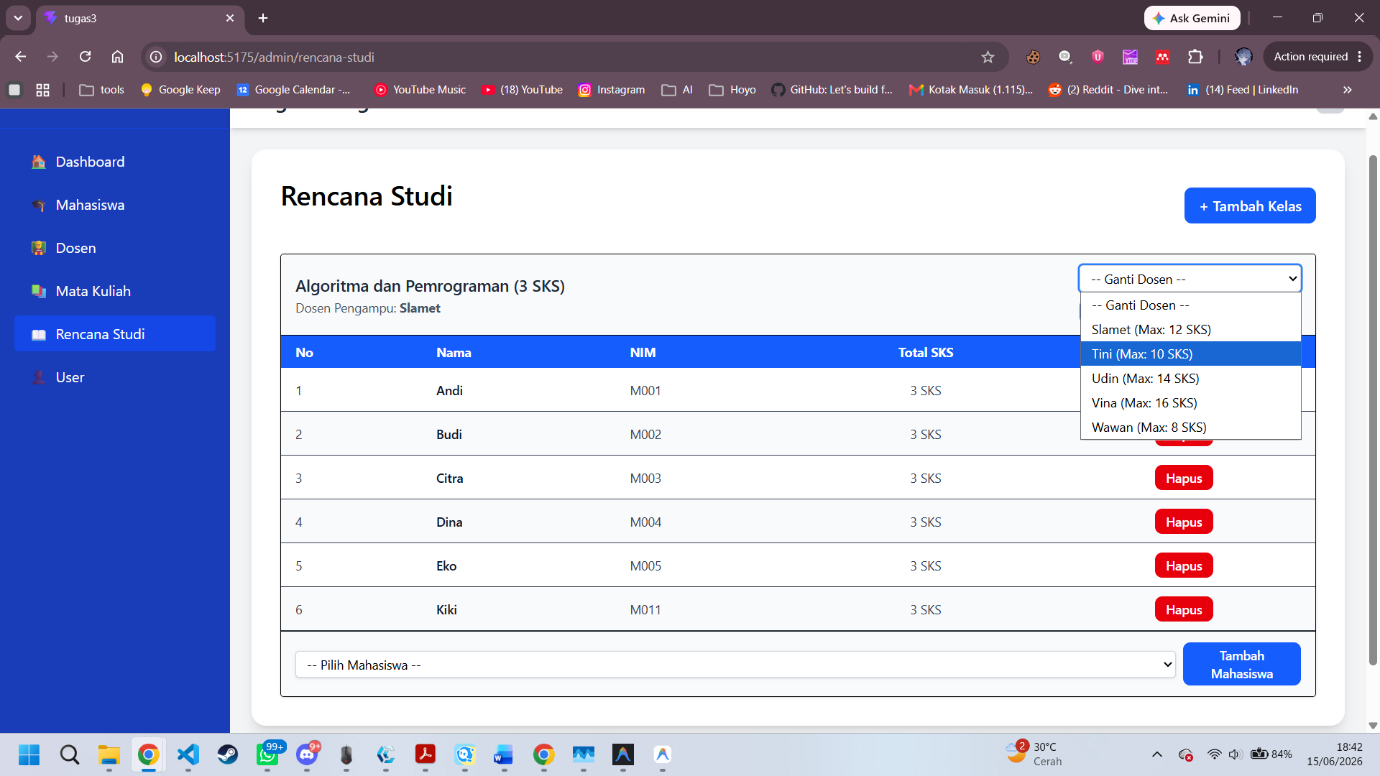 tugas3
Ask Gemini
localhost:5175/admin/rencana-studi
Action required
tools
Google Keep
Google Calendar -...
YouTube Music
(18) YouTube
Instagram
AI
Hoyo
GitHub: Let's build f...
Kotak Masuk (1.115)...
(2) Reddit - Dive int...
(14) Feed | LinkedIn
Dashboard
Mahasiswa
Dosen
Mata Kuliah
Rencana Studi
User
Rencana Studi
+ Tambah Kelas
Algoritma dan Pemrograman (3 SKS)
Dosen Pengampu: Slamet
-- Ganti Dosen --
-- Ganti Dosen --
Slamet (Max: 12 SKS)
Tini (Max: 10 SKS)
Udin (Max: 14 SKS)
Vina (Max: 16 SKS)
Wawan (Max: 8 SKS)
No Nama NIM Total SKS
1 Andi M001 3 SKS
2 Budi M002 3 SKS
3 Citra M003 3 SKS Hapus
4 Dina M004 3 SKS Hapus
5 Eko M005 3 SKS Hapus
6 Kiki M011 3 SKS Hapus
-- Pilih Mahasiswa --
Tambah
Mahasiswa
99+
9+
2
30°C
Cerah
84%
18:42
15/06/2026